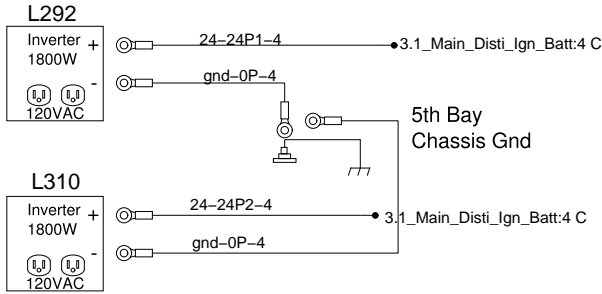 L292
Inverter +
1800W
-
120VAC
24-24P1-4
3.1_Main_Disti_Ign_Batt:4 C
gnd-0P-4
5th Bay
Chassis Gnd
L310
Inverter +
1800W
-
120VAC
24-24P2-4
3.1_Main_Disti_Ign_Batt:4 C
gnd-0P-4